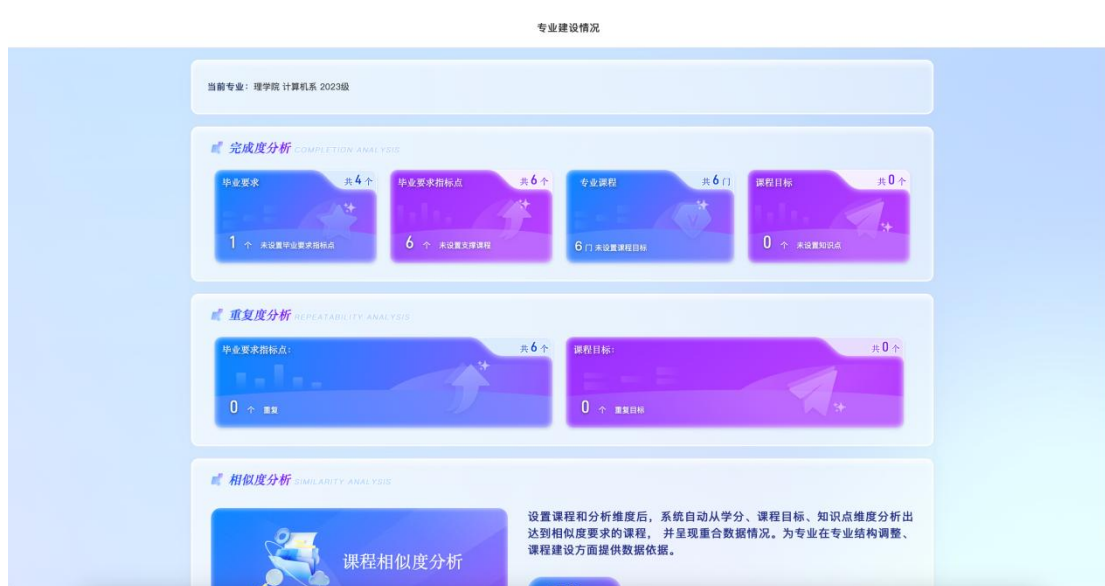 专业建设情况
当前专业：理学院 计算机系 2023级
完成度分析 COMPLETION ANALYSIS
毕业要求 共4个
1 个 未设置毕业要求指标点
毕业要求指标点 共6个
6 个 未设置支撑课程
专业课程 共6门
6门 未设置课程目标
课程目标 共0个
0 个 未设置知识点
重复度分析 REPEATABILITY ANALYSIS
毕业要求指标点： 共6个
0 个 重复
课程目标： 共0个
0 个 重复目标
相似度分析 SIMILARITY ANALYSIS
课程相似度分析
设置课程和分析维度后，系统自动从学分、课程目标、知识点维度分析出
达到相似度要求的课程， 并呈现重合数据情况。为专业在专业结构调整、
课程建设方面提供数据依据。